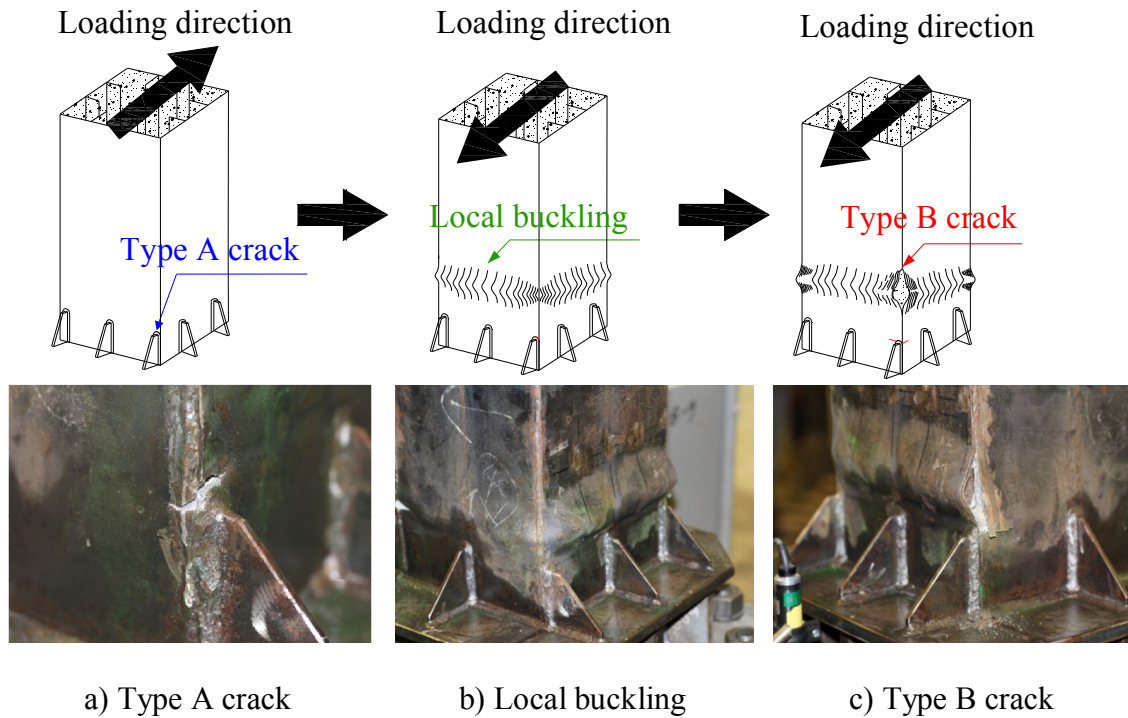 Loading direction
Loading direction
Loading direction
Type A crack
Local buckling
Type B crack
a) Type A crack
b) Local buckling
c) Type B crack